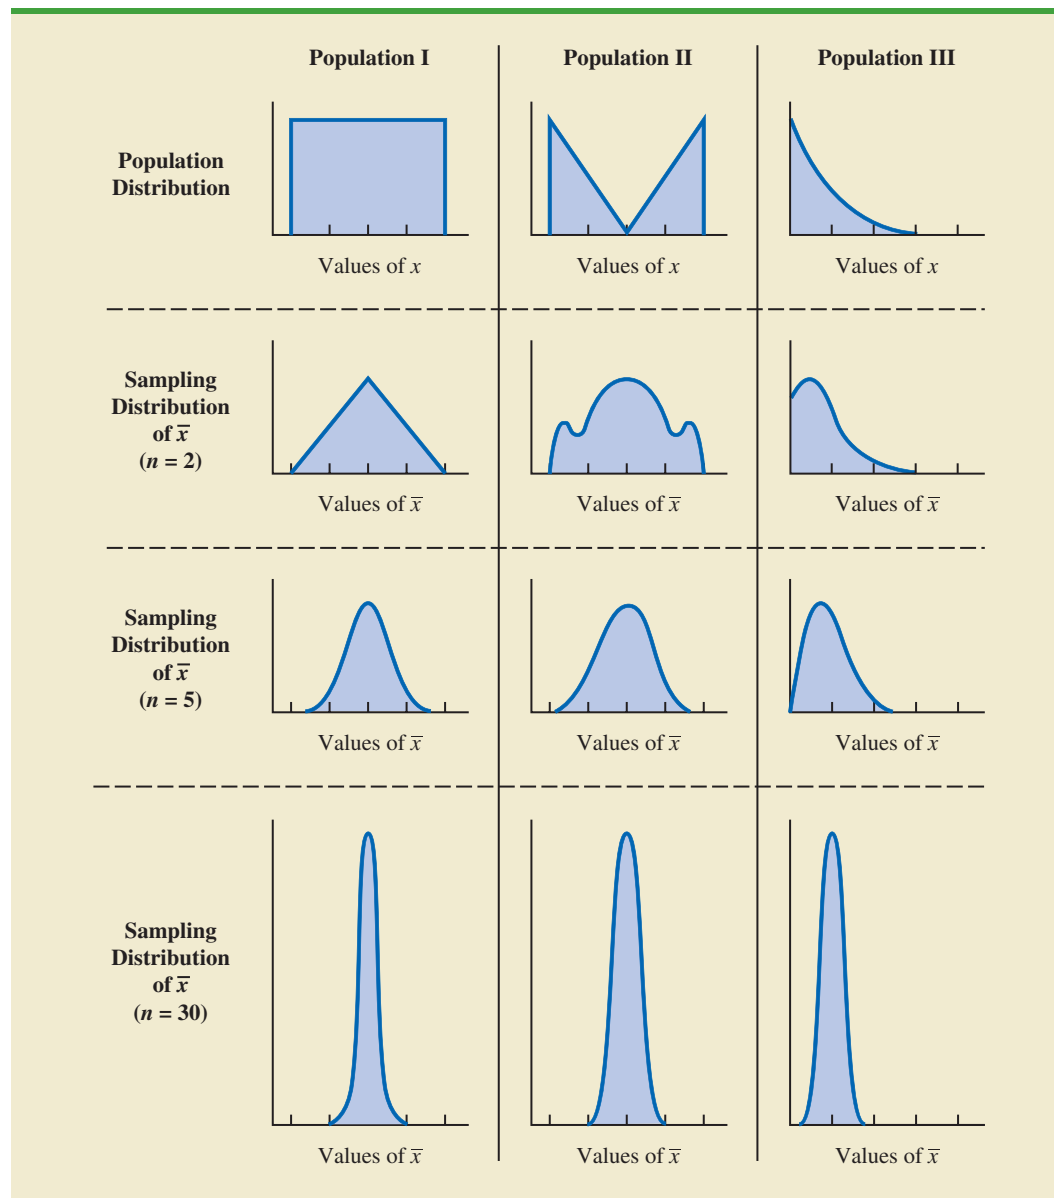 Population I
Population II
Population III
Population
Distribution
Values of x
Values of x
Values of x
Sampling
Distribution
of x̅
(n = 2)
Values of x̅
Values of x̅
Values of x̅
Sampling
Distribution
of x̅
(n = 5)
Values of x̅
Values of x̅
Values of x̅
Sampling
Distribution
of x̅
(n = 30)
Values of x̅
Values of x̅
Values of x̅